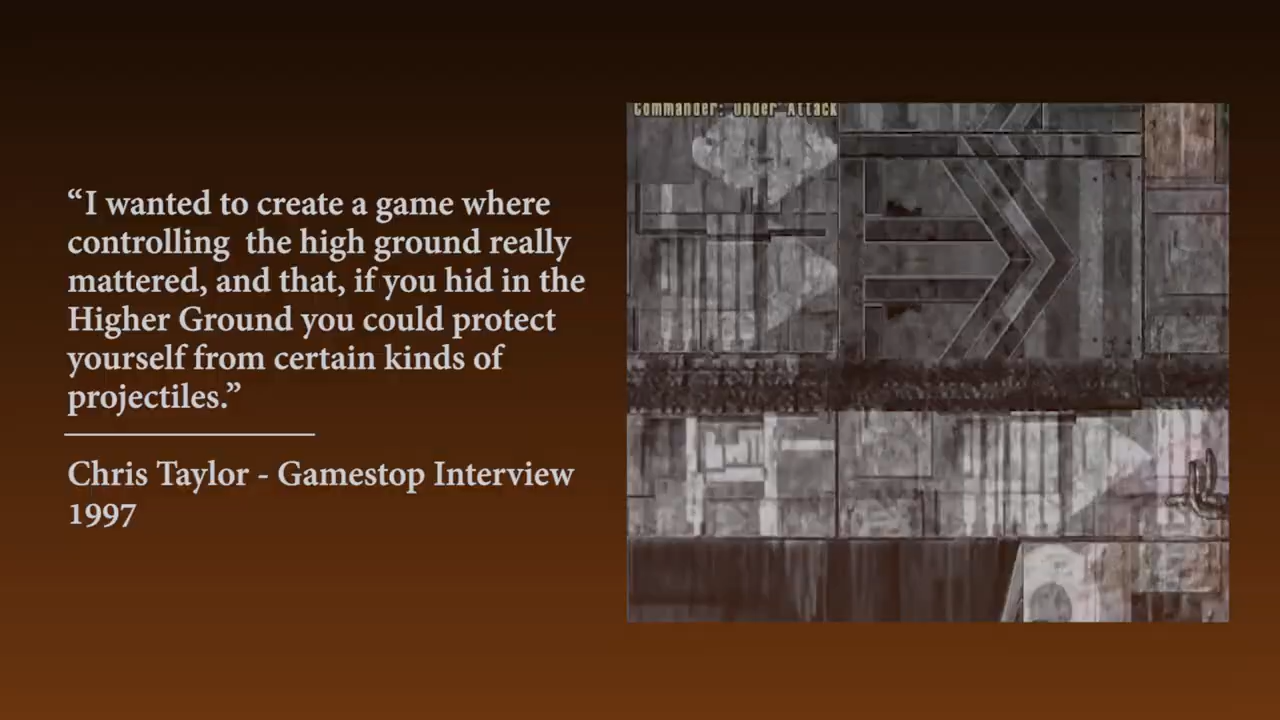 “I wanted to create a game where
controlling  the high ground really
mattered, and that, if you hid in the
Higher Ground you could protect
yourself from certain kinds of
projectiles.”
Chris Taylor - Gamestop Interview
1997
Commander: Under Attack